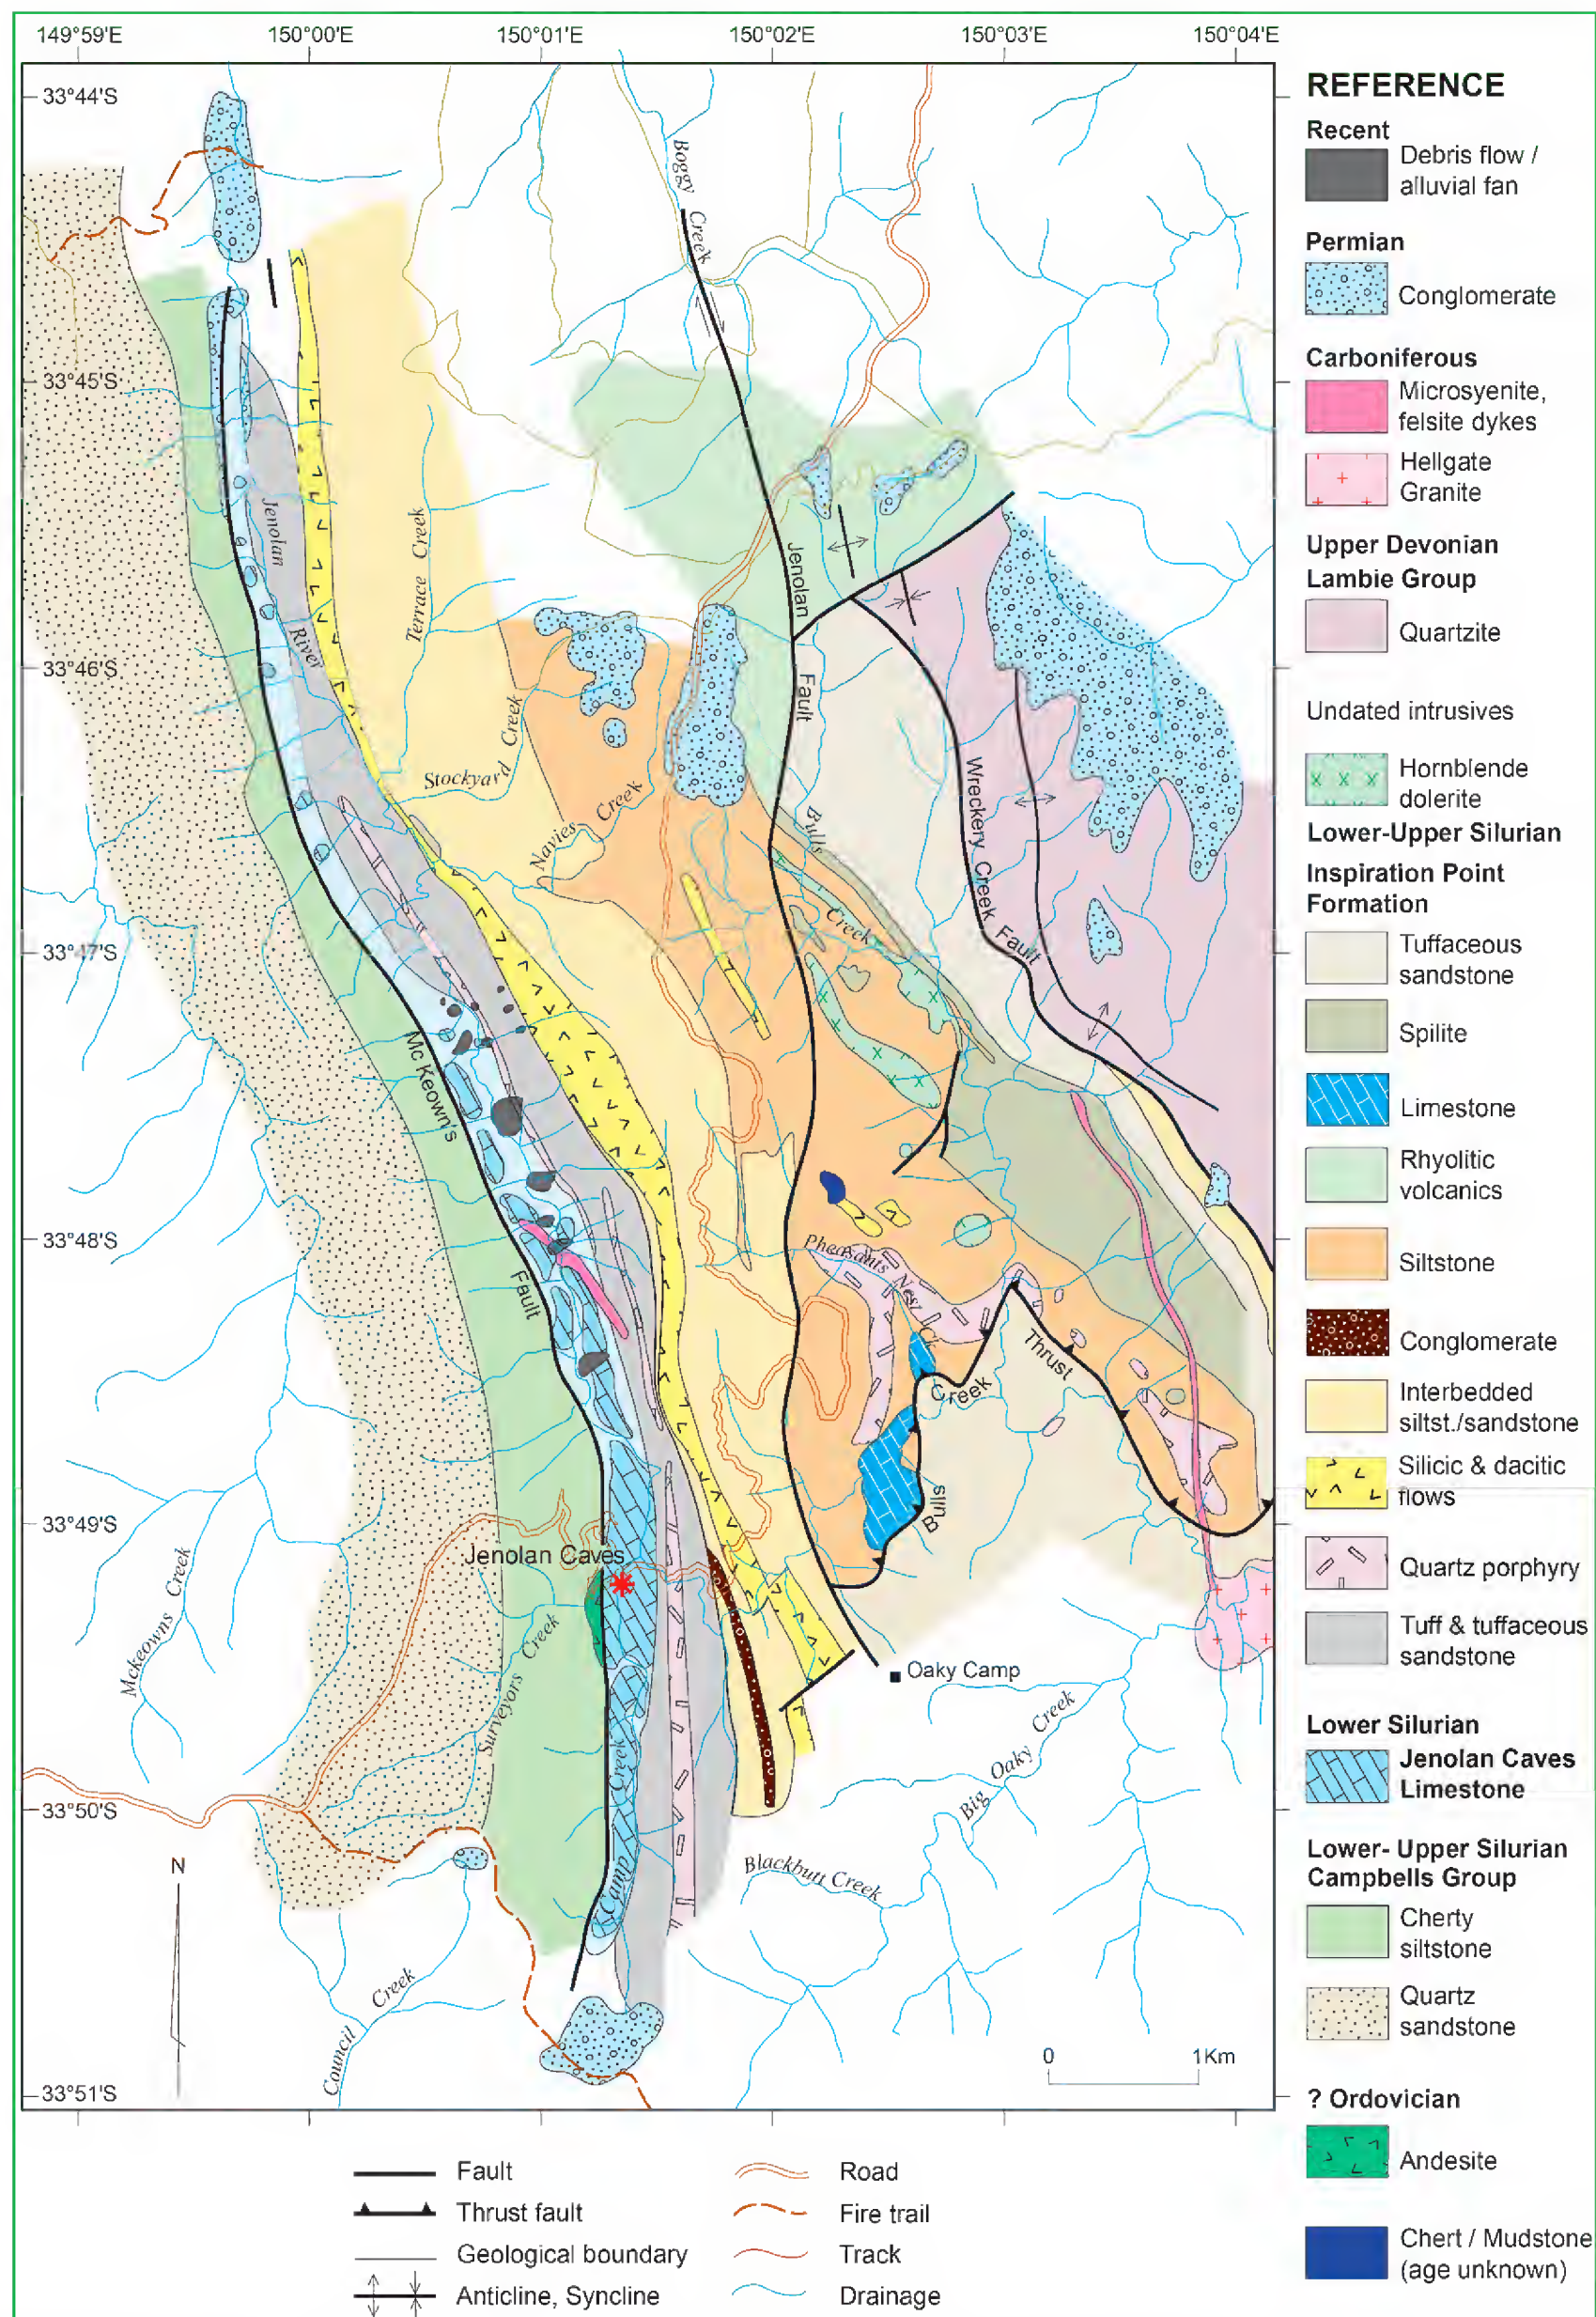 149°59'E 150°00'E 150°01'E 150°02'E 150°03'E 150°04'E
33°44'S
33°45'S
33°46'S
33°47'S
33°48'S
33°49'S
33°50'S
33°51'S
Boggy
Creek
Jenolan
River
Terrace Creek
Stockyard Creek
Navies Creek
Jenolan
Fault
Bulls
Creek
Wreckery Creek Fault
Mc Keown's
Fault
Pheasants Nest Ck
Thrust
Creek
Bulls
Jenolan Caves
Mckeowns Creek
Surveyors Creek
Camp Creek
Oaky Camp
Big Oaky Creek
Blackbutt Creek
Council Creek
N
0 1Km
REFERENCE
Recent
Debris flow /
alluvial fan
Permian
Conglomerate
Carboniferous
Microsyenite,
felsite dykes
Hellgate
Granite
Upper Devonian
Lambie Group
Quartzite
Undated intrusives
Hornblende
dolerite
Lower-Upper Silurian
Inspiration Point
Formation
Tuffaceous
sandstone
Spilite
Limestone
Rhyolitic
volcanics
Siltstone
Conglomerate
Interbedded
siltst./sandstone
Silicic & dacitic
flows
Quartz porphyry
Tuff & tuffaceous
sandstone
Lower Silurian
Jenolan Caves
Limestone
Lower- Upper Silurian
Campbells Group
Cherty
siltstone
Quartz
sandstone
? Ordovician
Andesite
Chert / Mudstone
(age unknown)
Fault
Thrust fault
Geological boundary
Anticline, Syncline
Road
Fire trail
Track
Drainage